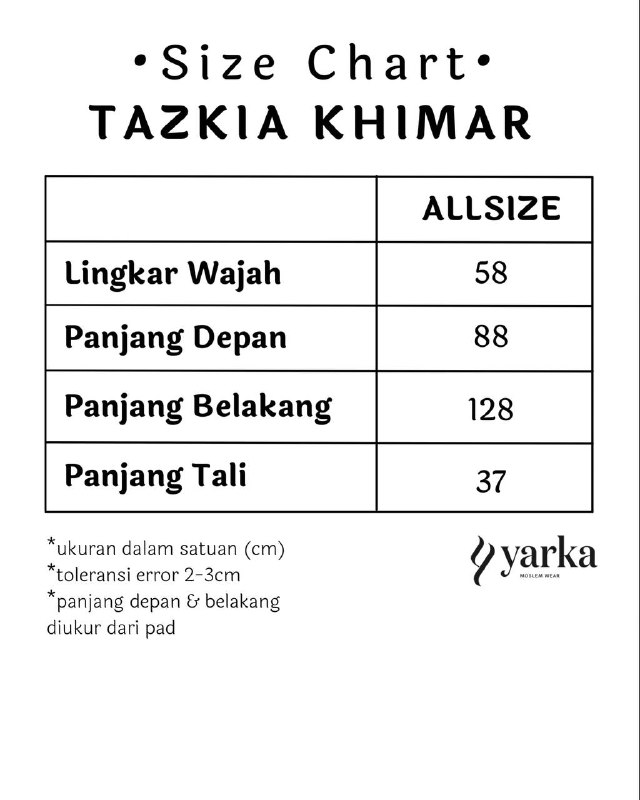 •Size Chart•
TAZKIA KHIMAR
ALLSIZE
Lingkar Wajah 58
Panjang Depan 88
Panjang Belakang 128
Panjang Tali 37
*ukuran dalam satuan (cm)
*toleransi error 2-3cm
*panjang depan & belakang
diukur dari pad
yarka
MOSLEM WEAR